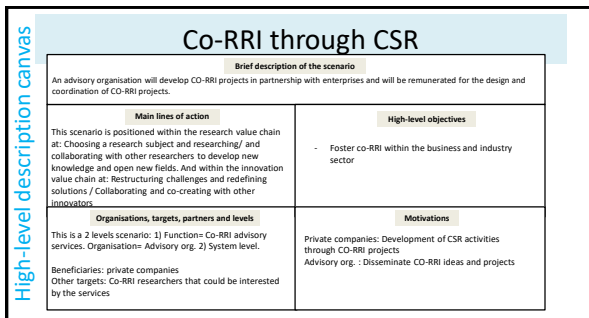 High-level description canvas
Co-RRI through CSR
Brief description of the scenario
An advisory organisation will develop CO-RRI projects in partnership with enterprises and will be remunerated for the design and
coordination of CO-RRI projects.
Main lines of action
This scenario is positioned within the research value chain
at: Choosing a research subject and researching/ and
collaborating with other researchers to develop new
knowledge and open new fields. And within the innovation
value chain at: Restructuring challenges and redefining
solutions / Collaborating and co-creating with other
innovators
High-level objectives
- Foster co-RRI within the business and industry
sector
Organisations, targets, partners and levels
This is a 2 levels scenario: 1) Function= Co-RRI advisory
services. Organisation= Advisory org. 2) System level.
Beneficiaries: private companies
Other targets: Co-RRI researchers that could be interested
by the services
Motivations
Private companies: Development of CSR activities
through CO-RRI projects
Advisory org. : Disseminate CO-RRI ideas and projects